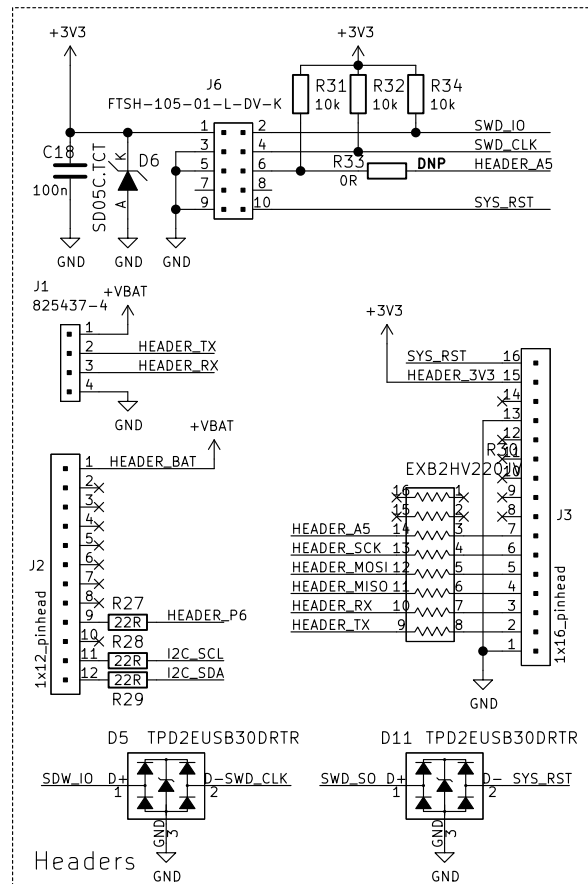 +3V3
+3V3
J6
FTSH-105-01-L-DV-K
R31
10k
R32
10k
R34
10k
1 2 SWD_IO
3 4 SWD_CLK
5 6 R33 0R DNP HEADER_A5
7 8
9 10 SYS_RST
C18
100n
SD05C.TCT
K
A
D6
GND
GND
GND
J1
825437-4
+VBAT
1
2 HEADER_TX
3 HEADER_RX
4
GND
+3V3
SYS_RST 16
HEADER_3V3 15
14
13
12
11
10
9
8
R30
EXB2HV220JV
16 1
15 2
HEADER_A5 14 3 7
HEADER_SCK 13 4 6
HEADER_MOSI 12 5 5
HEADER_MISO 11 6 4
HEADER_RX 10 7 3
HEADER_TX 9 8 2
1
GND
J3
1x16_pinhead
+VBAT
1 HEADER_BAT
2
3
4
5
6
7
8
9 R27 22R HEADER_P6
10
11 R28 22R I2C_SCL
12 22R I2C_SDA
R29
J2
1x12_pinhead
D5 TPD2EUSB30DRTR
SDW_IO D+ 1
D- 2 SWD_CLK
GND 3
GND
D11 TPD2EUSB30DRTR
SWD_SO D+ 1
D- 2 SYS_RST
GND 3
GND
Headers